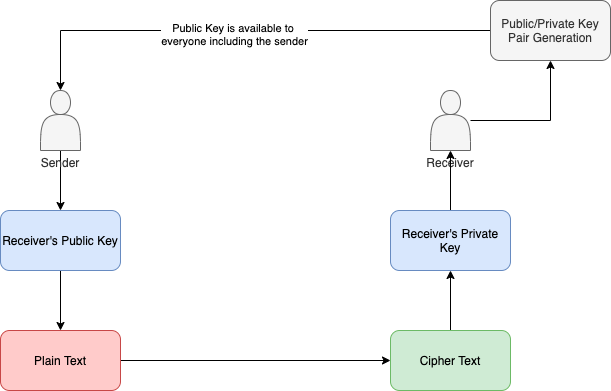 Public/Private Key
Pair Generation
Public Key is available to
everyone including the sender
Sender
Receiver
Receiver's Public Key
Receiver's Private
Key
Plain Text
Cipher Text